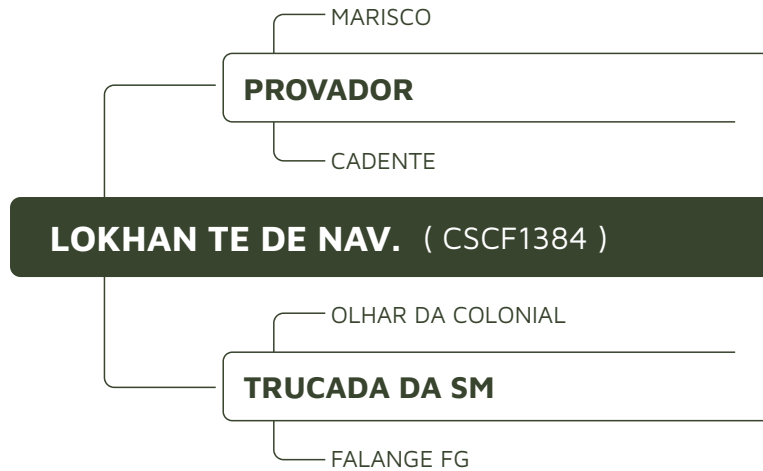 MARISCO
PROVADOR
CADENTE
LOKHAN TE DE NAV. ( CSCF1384 )
OLHAR DA COLONIAL
TRUCADA DA SM
FALANGE FG